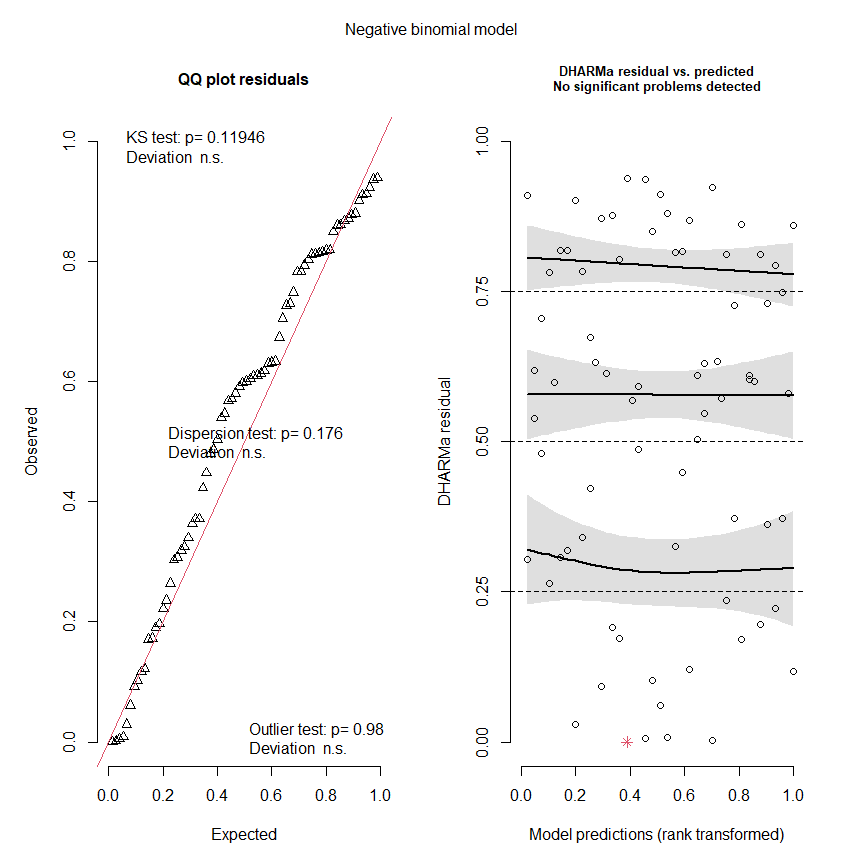 Negative binomial model
QQ plot residuals
KS test: p= 0.11946
Deviation n.s.
Dispersion test: p= 0.176
Deviation n.s.
Outlier test: p= 0.98
Deviation n.s.
Observed
1.0
0.8
0.6
0.4
0.2
0.0
0.0 0.2 0.4 0.6 0.8 1.0
Expected
DHARMa residual vs. predicted
No significant problems detected
DHARMa residual
1.00
0.75
0.50
0.25
0.00
0.0 0.2 0.4 0.6 0.8 1.0
Model predictions (rank transformed)